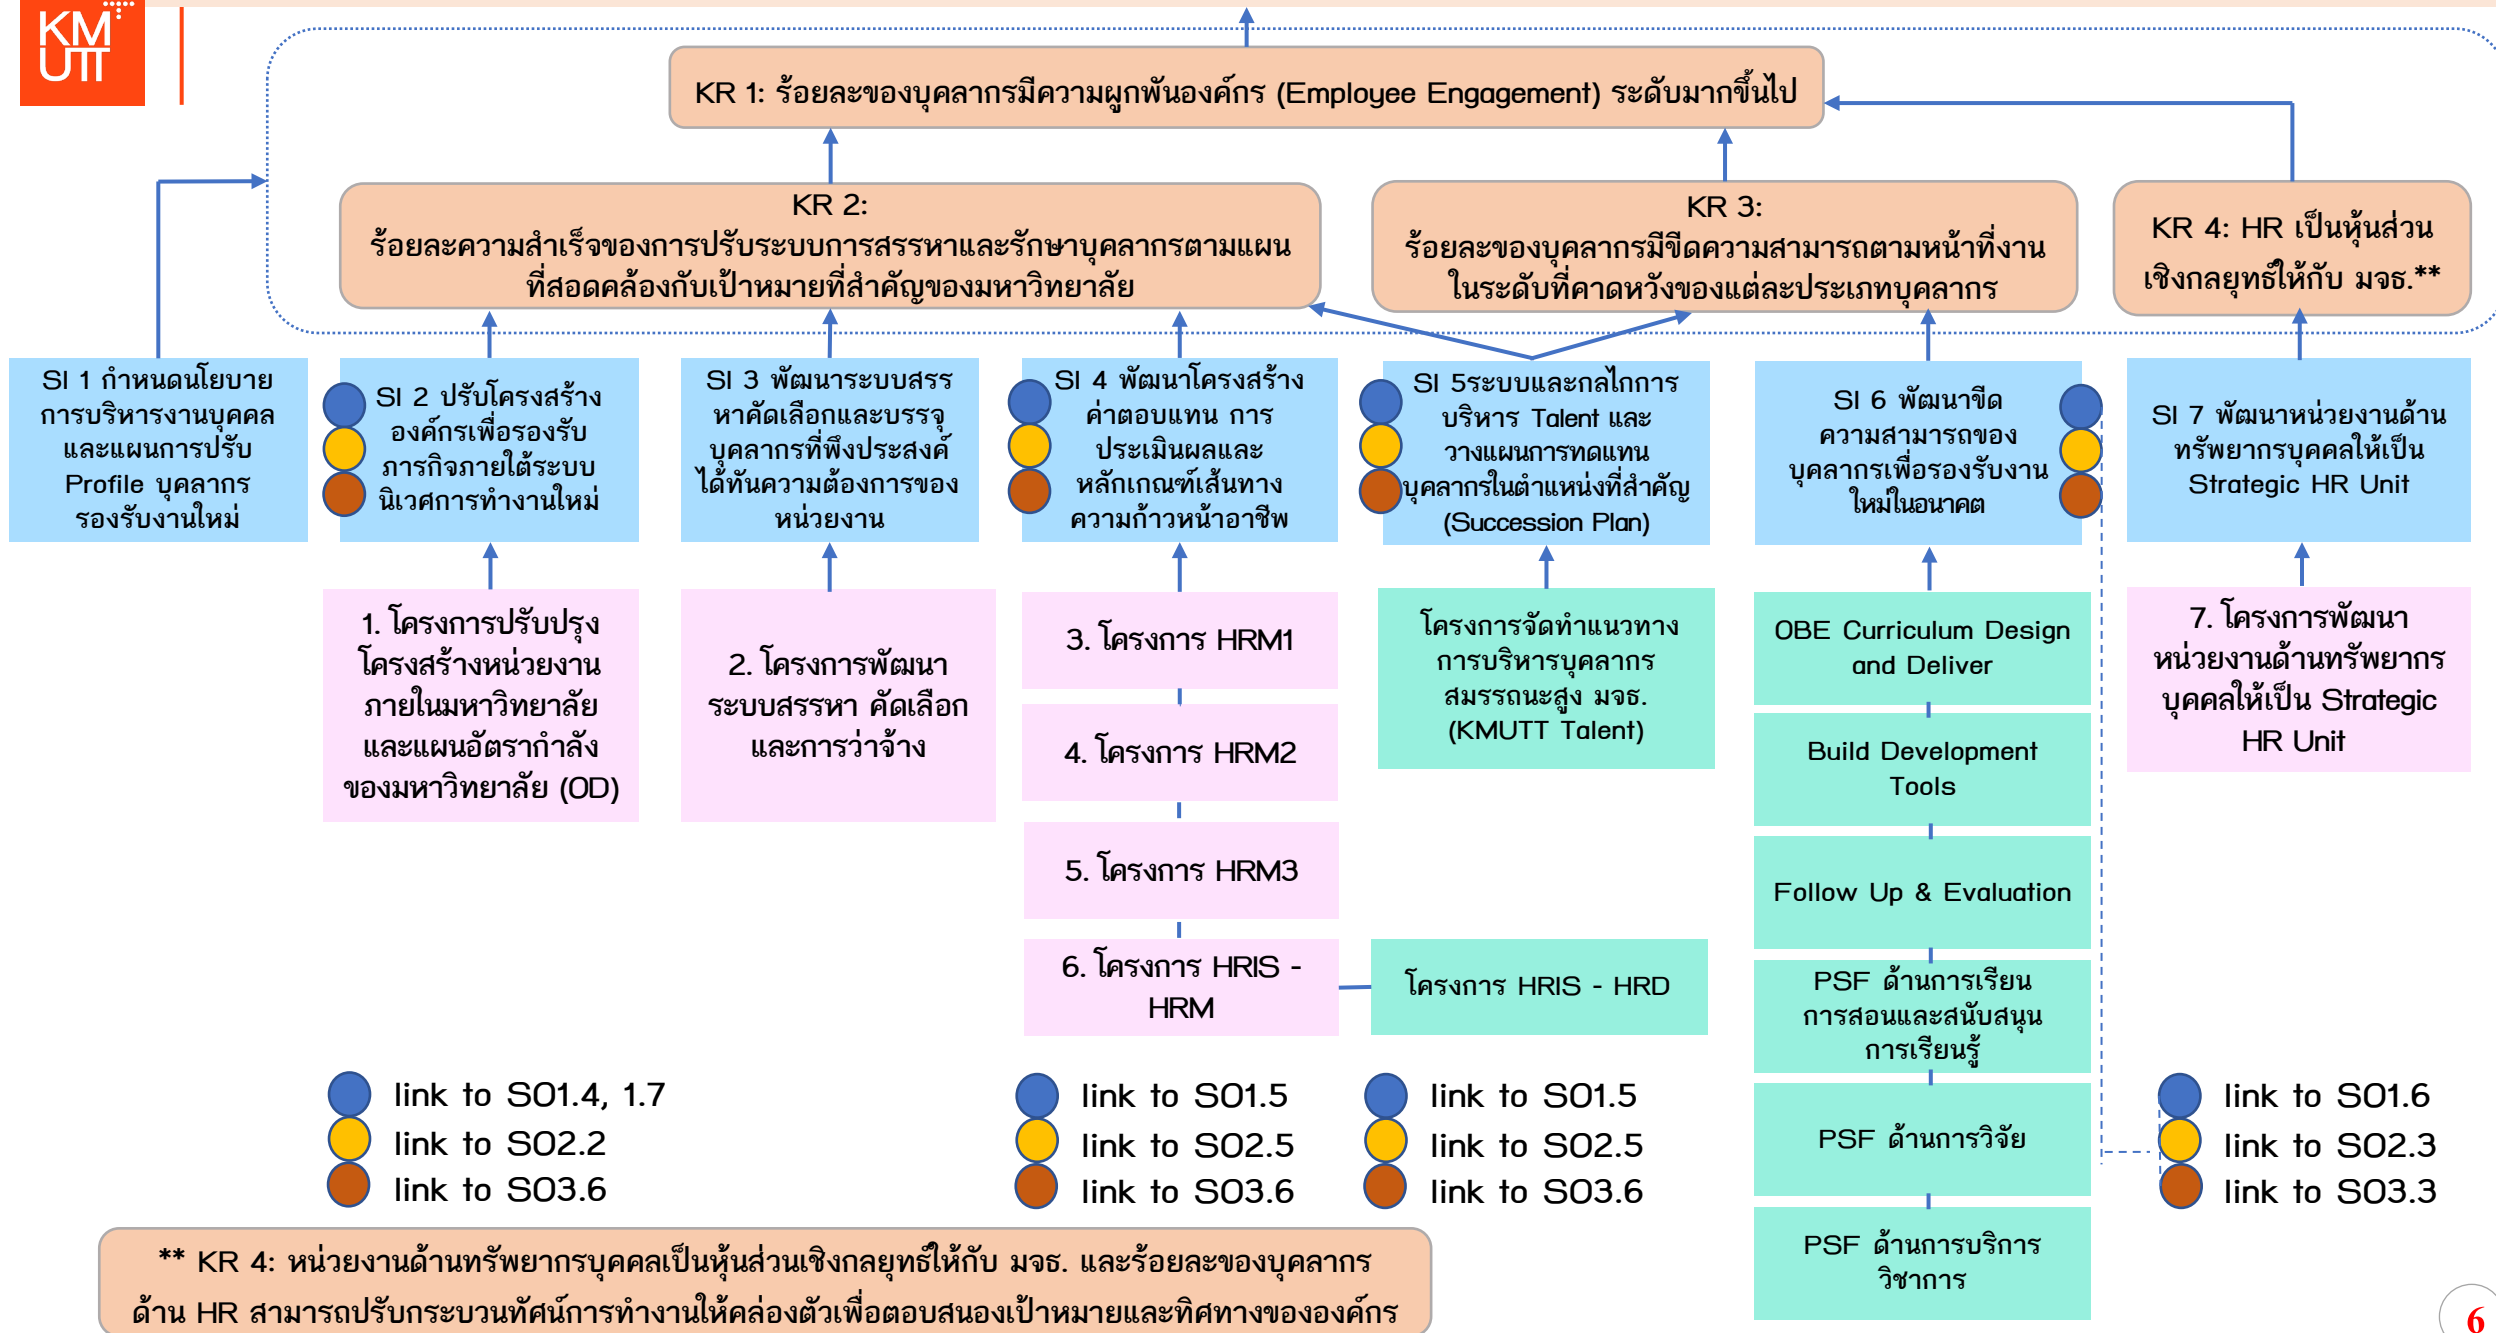 KM
UTT
KR 1: ร้อยละของบุคลากรมีความผูกพันองค์กร (Employee Engagement) ระดับมากขึ้นไป
KR 2:
ร้อยละความสำเร็จของการปรับระบบการสรรหาและรักษาบุคลากรตามแผน
ที่สอดคล้องกับเป้าหมายที่สำคัญของมหาวิทยาลัย
KR 3:
ร้อยละของบุคลากรมีขีดความสามารถตามหน้าที่งาน
ในระดับที่คาดหวังของแต่ละประเภทบุคลากร
KR 4: HR เป็นหุ้นส่วน
เชิงกลยุทธ์ให้กับ มจธ.**
SI 1 กำหนดนโยบาย
การบริหารงานบุคคล
และแผนการปรับ
Profile บุคลากร
รองรับงานใหม่
SI 2 ปรับโครงสร้าง
องค์กรเพื่อรองรับ
ภารกิจภายใต้ระบบ
นิเวศการทำงานใหม่
SI 3 พัฒนาระบบสรร
หาคัดเลือกและบรรจุ
บุคลากรที่พึงประสงค์
ได้ทันความต้องการของ
หน่วยงาน
SI 4 พัฒนาโครงสร้าง
ค่าตอบแทน การ
ประเมินผลและ
หลักเกณฑ์เส้นทาง
ความก้าวหน้าอาชีพ
SI 5ระบบและกลไกการ
บริหาร Talent และ
วางแผนการทดแทน
บุคลากรในตำแหน่งที่สำคัญ
(Succession Plan)
SI 6 พัฒนาขีด
ความสามารถของ
บุคลากรเพื่อรองรับงาน
ใหม่ในอนาคต
SI 7 พัฒนาหน่วยงานด้าน
ทรัพยากรบุคคลให้เป็น
Strategic HR Unit
1. โครงการปรับปรุง
โครงสร้างหน่วยงาน
ภายในมหาวิทยาลัย
และแผนอัตรากำลัง
ของมหาวิทยาลัย (OD)
2. โครงการพัฒนา
ระบบสรรหา คัดเลือก
และการว่าจ้าง
3. โครงการ HRM1
4. โครงการ HRM2
5. โครงการ HRM3
6. โครงการ HRIS -
HRM
โครงการจัดทำแนวทาง
การบริหารบุคลากร
สมรรถนะสูง มจธ.
(KMUTT Talent)
โครงการ HRIS - HRD
OBE Curriculum Design
and Deliver
Build Development
Tools
Follow Up & Evaluation
PSF ด้านการเรียน
การสอนและสนับสนุน
การเรียนรู้
PSF ด้านการวิจัย
PSF ด้านการบริการ
วิชาการ
7. โครงการพัฒนา
หน่วยงานด้านทรัพยากร
บุคคลให้เป็น Strategic
HR Unit
link to SO1.4, 1.7
link to SO2.2
link to SO3.6
link to SO1.5
link to SO2.5
link to SO3.6
link to SO1.5
link to SO2.5
link to SO3.6
link to SO1.6
link to SO2.3
link to SO3.3
** KR 4: หน่วยงานด้านทรัพยากรบุคคลเป็นหุ้นส่วนเชิงกลยุทธ์ให้กับ มจธ. และร้อยละของบุคลากร
ด้าน HR สามารถปรับกระบวนทัศน์การทำงานให้คล่องตัวเพื่อตอบสนองเป้าหมายและทิศทางขององค์กร
6